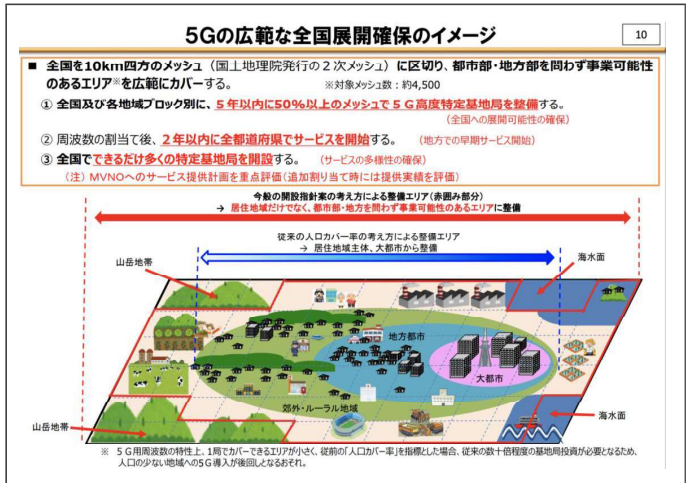 5Gの広範な全国展開確保のイメージ
10
■ 全国を10km四方のメッシュ（国土地理院発行の２次メッシュ）に区切り、都市部・地方部を問わず事業可能性
のあるエリア※を広範にカバーする。 ※対象メッシュ数：約4,500
① 全国及び各地域ブロック別に、５年以内に50%以上のメッシュで５Ｇ高度特定基地局を整備する。
（全国への展開可能性の確保）
② 周波数の割当て後、２年以内に全都道府県でサービスを開始する。 （地方での早期サービス開始）
③ 全国でできるだけ多くの特定基地局を開設する。 （サービスの多様性の確保）
（注）MVNOへのサービス提供計画を重点評価（追加割り当て時には提供実績を評価）
今般の開設指針案の考え方による整備エリア（赤囲み部分）
→ 居住地域だけでなく、都市部・地方を問わず事業可能性のあるエリアに整備
従来の人口カバー率の考え方による整備エリア
→ 居住地域主体、大都市から整備
山岳地帯
海水面
地方都市
大都市
郊外・ルーラル地域
山岳地帯
海水面
※ ５Ｇ用周波数の特性上、1局でカバーできるエリアが小さく、従前の「人口カバー率」を指標とした場合、従来の数十倍程度の基地局投資が必要となるため、
人口の少ない地域への5Ｇ導入が後回しとなるおそれ。